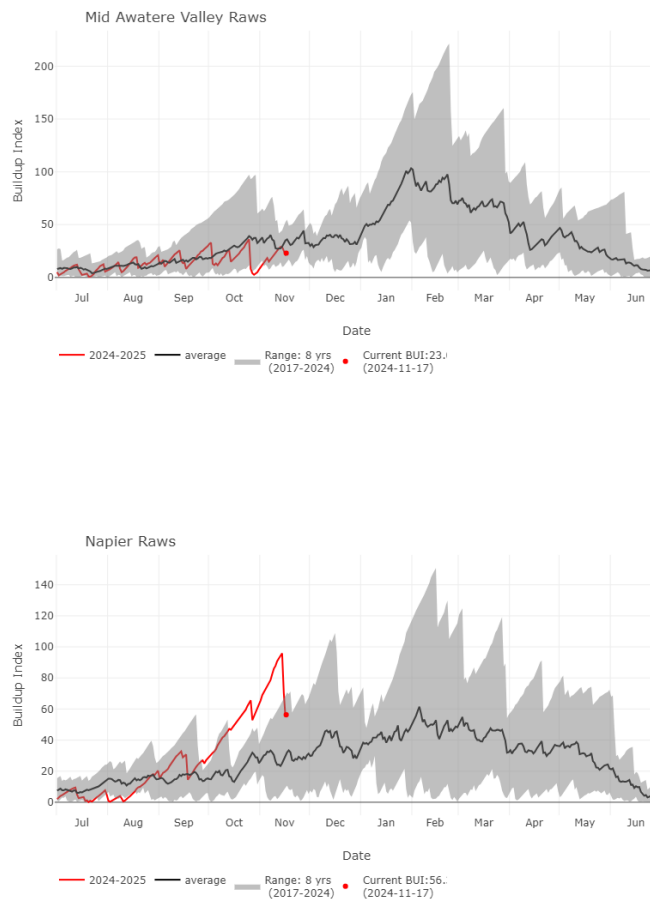 Mid Awatere Valley Raws
200
150
100
50
0
Buildup Index
Jul Aug Sep Oct Nov Dec Jan Feb Mar Apr May Jun
Date
2024-2025 average Range: 8 yrs Current BUI:23.
(2017-2024) (2024-11-17)
Napier Raws
140
120
100
80
60
40
20
0
Buildup Index
Jul Aug Sep Oct Nov Dec Jan Feb Mar Apr May Jun
Date
2024-2025 average Range: 8 yrs Current BUI:56.
(2017-2024) (2024-11-17)